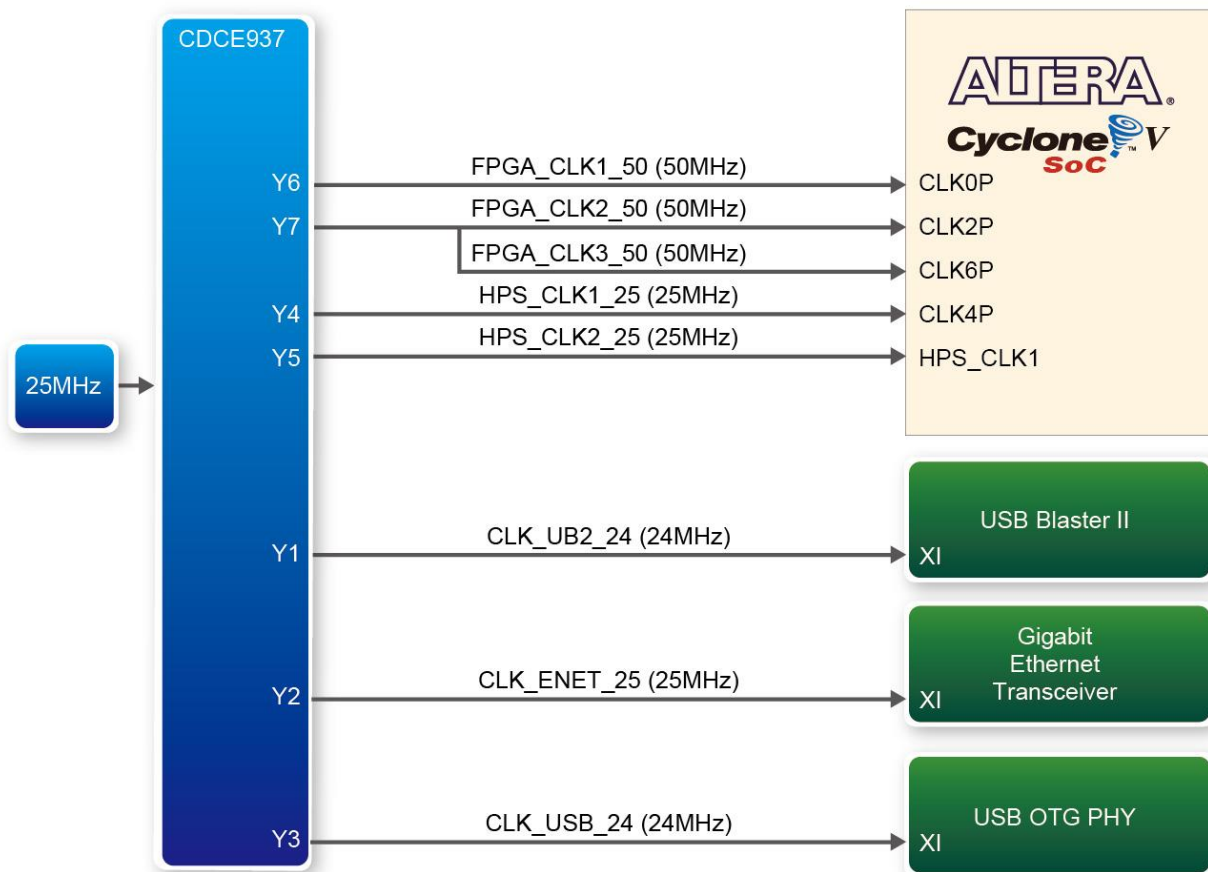 CDCE937
ALTERA®
Cyclone™ V
SoC
Y6
FPGA_CLK1_50 (50MHz)
CLK0P
Y7
FPGA_CLK2_50 (50MHz)
CLK2P
FPGA_CLK3_50 (50MHz)
CLK6P
Y4
HPS_CLK1_25 (25MHz)
CLK4P
Y5
HPS_CLK2_25 (25MHz)
HPS_CLK1
25MHz
USB Blaster II
Y1
CLK_UB2_24 (24MHz)
XI
Gigabit
Ethernet
Transceiver
Y2
CLK_ENET_25 (25MHz)
XI
USB OTG PHY
Y3
CLK_USB_24 (24MHz)
XI